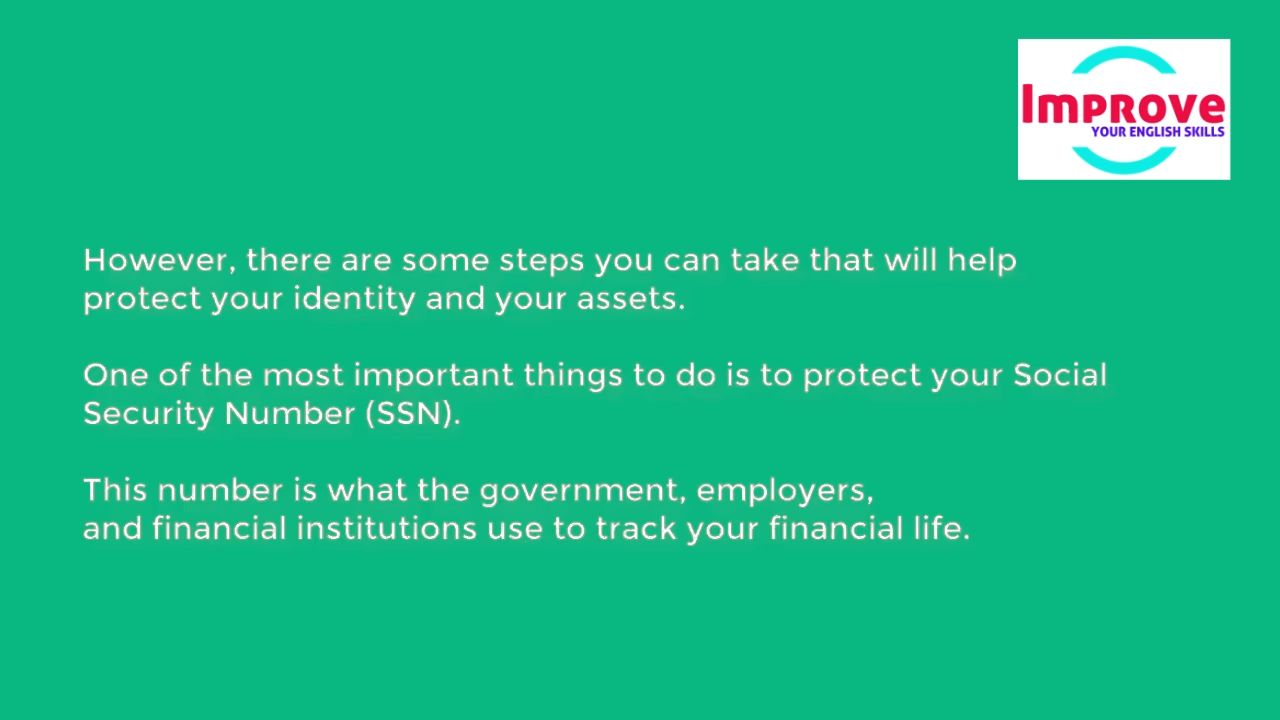 Improve
YOUR ENGLISH SKILLS
However, there are some steps you can take that will help
protect your identity and your assets.
One of the most important things to do is to protect your Social
Security Number (SSN).
This number is what the government, employers,
and financial institutions use to track your financial life.